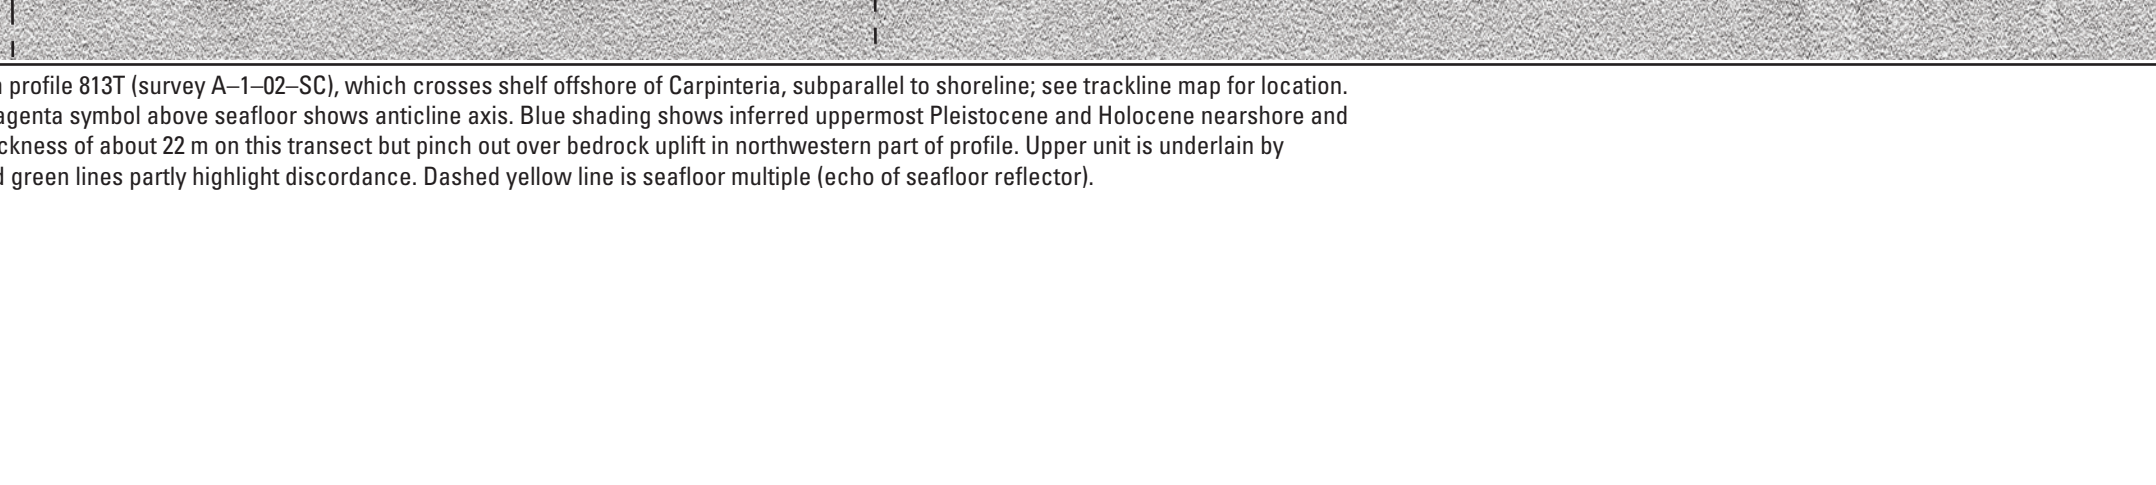 profile 813T (survey A–1–02–SC), which crosses shelf offshore of Carpinteria, subparallel to shoreline; see trackline map for location.
symbol above seafloor shows anticline axis. Blue shading shows inferred uppermost Pleistocene and Holocene nearshore and
of about 22 m on this transect but pinch out over bedrock uplift in northwestern part of profile. Upper unit is underlain by
green lines partly highlight discordance. Dashed yellow line is seafloor multiple (echo of seafloor reflector).